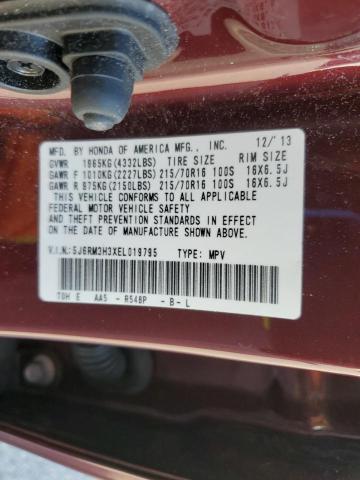 MFD. BY HONDA OF AMERICA MFG., INC. 12/'13
GVWR 1965KG(4332LBS) TIRE SIZE RIM SIZE
GAWR F 1010KG(2227LBS) 215/70R16 100S 16X6.5J
GAWR R 975KG(2150LBS) 215/70R16 100S 16X6.5J
THIS VEHICLE CONFORMS TO ALL APPLICABLE
FEDERAL MOTOR VEHICLE SAFETY
AND THEFT PREVENTION STANDARDS IN EFFECT
ON THE DATE OF MANUFACTURE SHOWN ABOVE.
V.I.N: 5J6RM3H3XEL019795 TYPE: MPV
T0H E AA5 - R548P - B - L